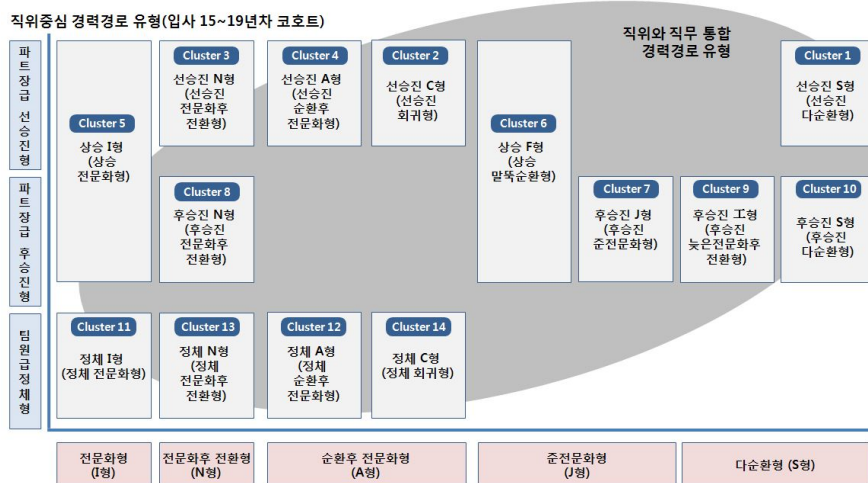 직위중심 경력경로 유형(입사 15~19년차 코호트)
직위와 직무 통합
경력경로 유형
파트장급 선승진형
Cluster 5
상승 I형
(상승
전문화형)
Cluster 3
선승진 N형
(선승진
전문화후
전환형)
Cluster 4
선승진 A형
(선승진
순환후
전문화형)
Cluster 2
선승진 C형
(선승진
회귀형)
Cluster 6
상승 F형
(상승
말뚝순환형)
Cluster 1
선승진 S형
(선승진
다순환형)
파트장급 후승진형
Cluster 8
후승진 N형
(후승진
전문화후
전환형)
Cluster 7
후승진 J형
(후승진
준전문화형)
Cluster 9
후승진 工형
(후승진
늦은전문화후
전환형)
Cluster 10
후승진 S형
(후승진
다순환형)
팀원급정체형
Cluster 11
정체 I형
(정체 전문화형)
Cluster 13
정체 N형
(정체
전문화후
전환형)
Cluster 12
정체 A형
(정체
순환후
전문화형)
Cluster 14
정체 C형
(정체 회귀형)
전문화형
(I형)
전문화후 전환형
(N형)
순환후 전문화형
(A형)
준전문화형
(J형)
다순환형 (S형)